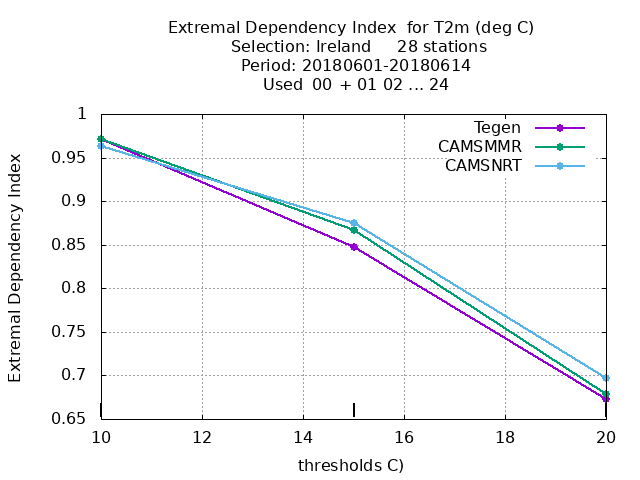 Extremal Dependency Index  for T2m (deg C)
Selection: Ireland     28 stations
Period: 20180601-20180614
Used  00 + 01 02 ... 24
Tegen
CAMSMMR
CAMSNRT
Extremal Dependency Index
1
0.95
0.9
0.85
0.8
0.75
0.7
0.65
10 12 14 16 18 20
thresholds C)